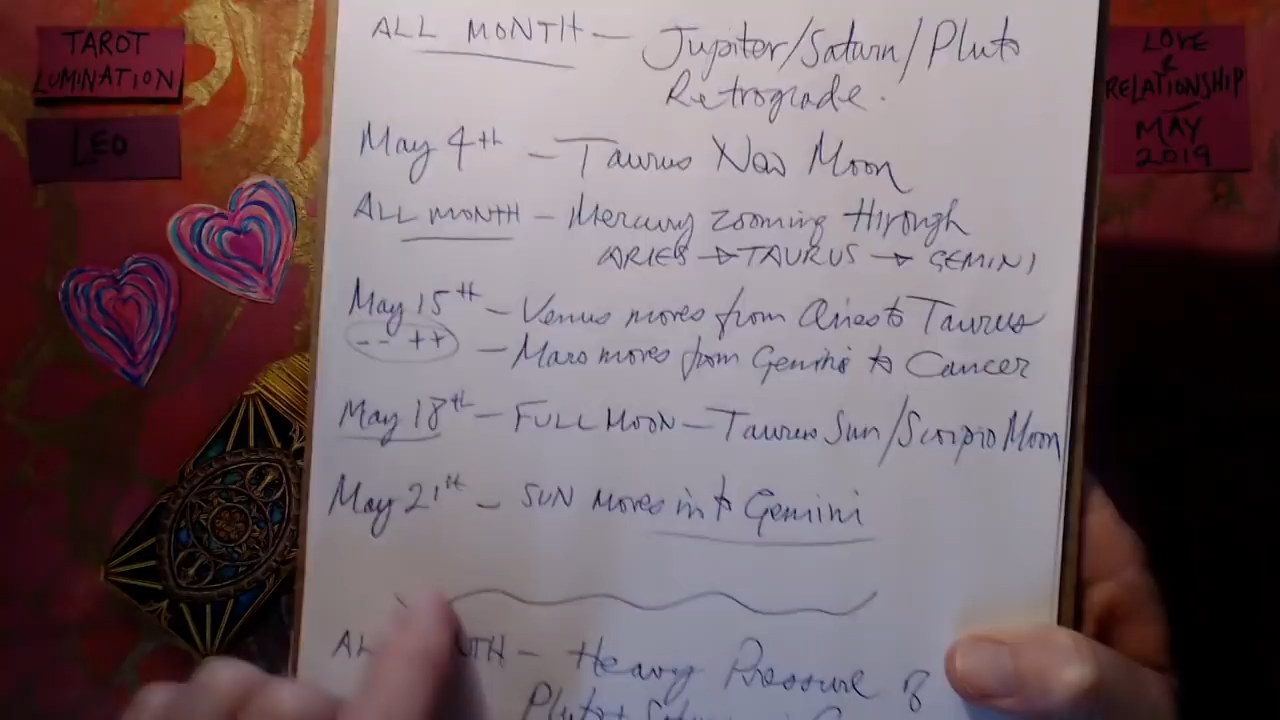 TAROT
LUMINATION
LEO
LOVE
&
RELATIONSHIP
MAY
2019
ALL MONTH — Jupiter/Saturn/Pluto
Retrograde.
May 4th — Taurus New Moon
ALL MONTH — Mercury zooming through
ARIES → TAURUS → GEMINI
May 15th — Venus moves from Aries to Taurus
-- ++ — Mars moves from Gemini to Cancer
May 18th — FULL MOON — Taurus Sun/Scorpio Moon
May 21st — SUN moves into Gemini
— Heavy Pressure of
Pluto +